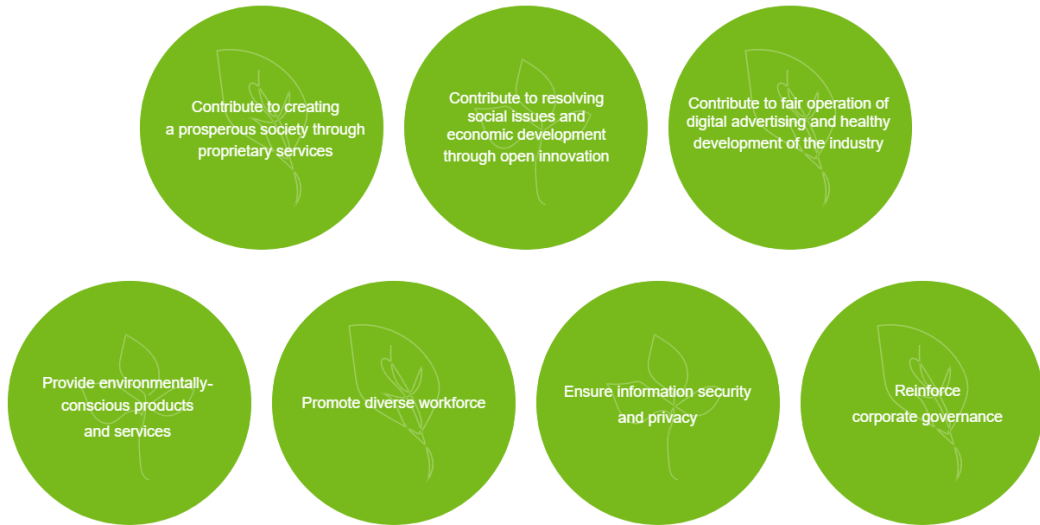 Contribute to creating
a prosperous society through
proprietary services
Contribute to resolving
social issues and
economic development
through open innovation
Contribute to fair operation of
digital advertising and healthy
development of the industry
Provide environmentally-
conscious products
and services
Promote diverse workforce
Ensure information security
and privacy
Reinforce
corporate governance